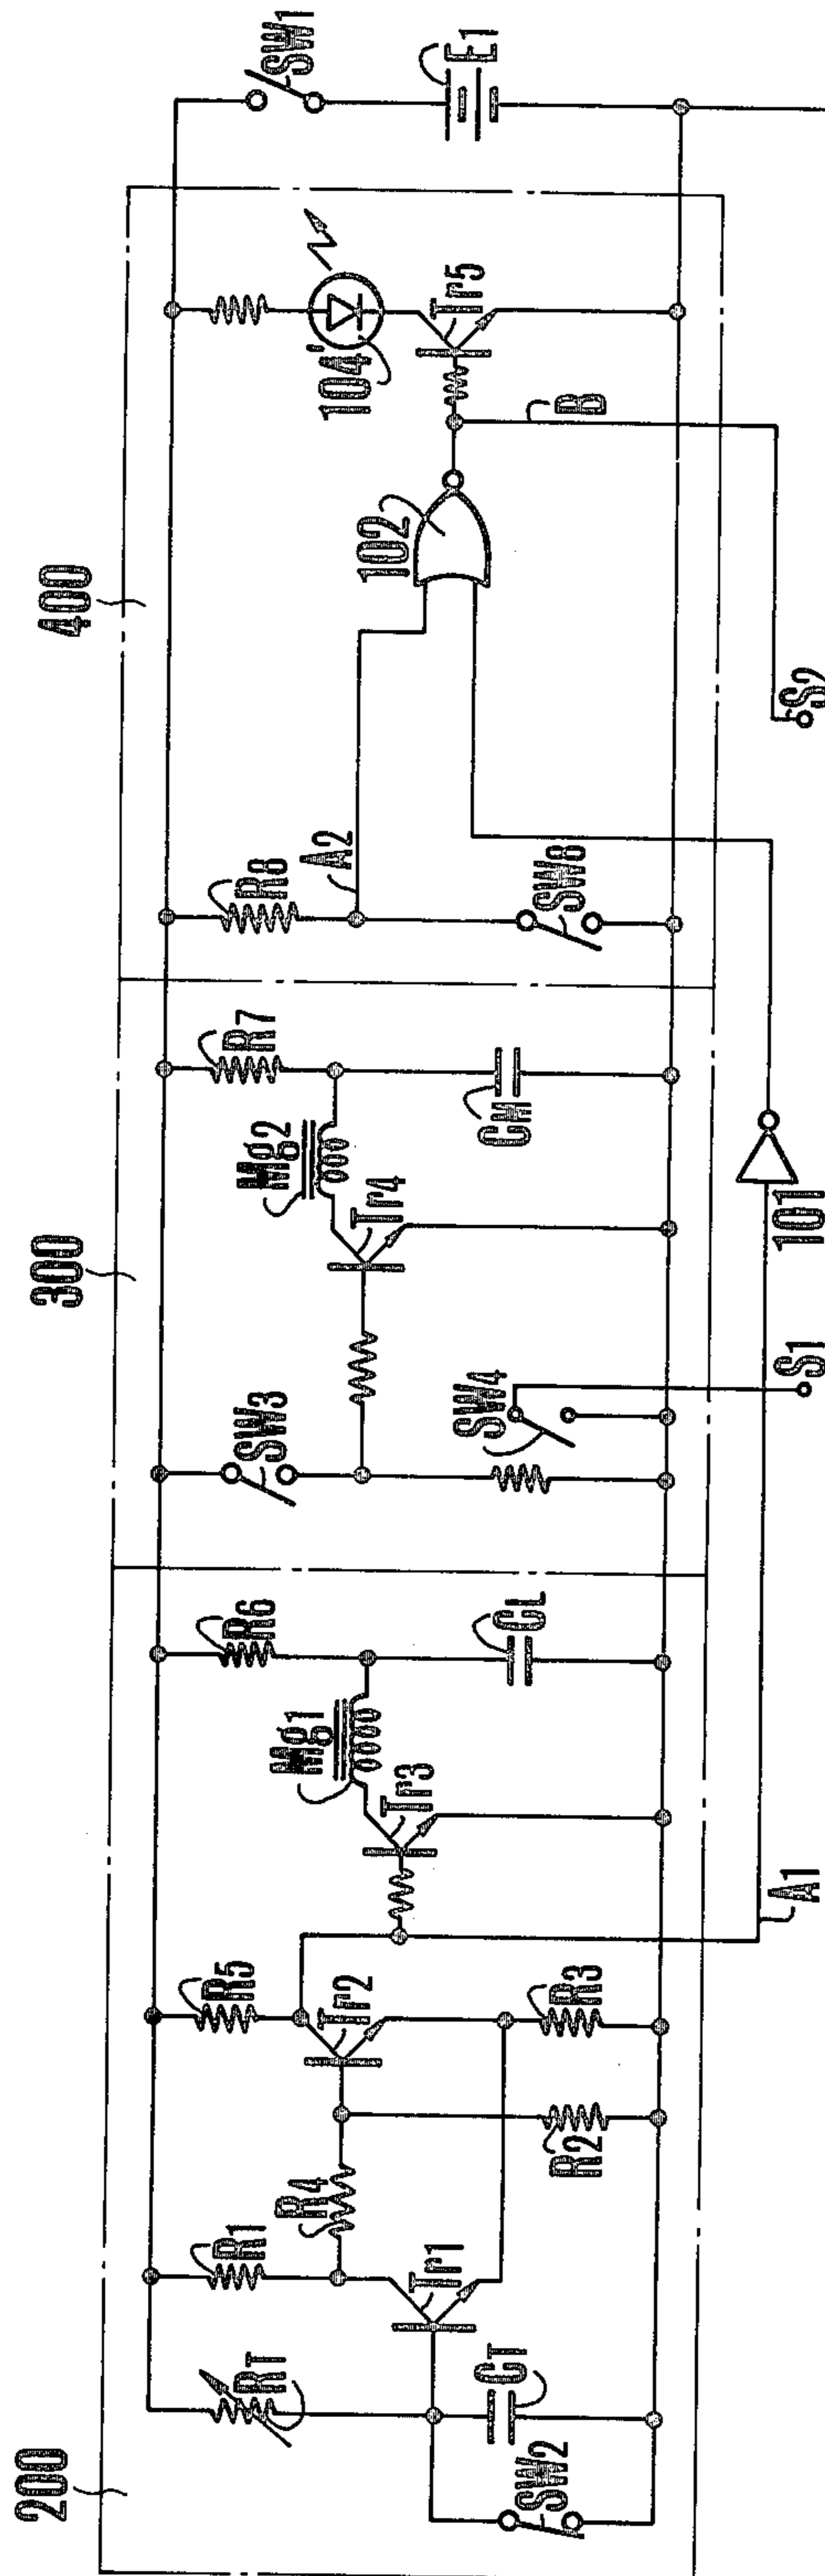 200
300
400
RT
R1
R4
R5
R6
SW3
R7
R8
SW1
Mg1
Mg2
A2
104'
E1
Tr1
Tr2
Tr3
Tr4
102
Tr5
CT
SW2
R2
R3
CL
SW4
CM
SW8
B
A1
101
S1
S2